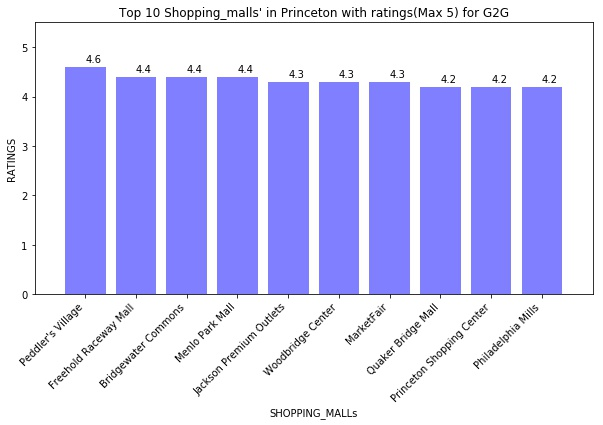 Top 10 Shopping_malls' in Princeton with ratings(Max 5) for G2G
RATINGS
5
4
3
2
1
0
4.6
4.4
4.4
4.4
4.3
4.3
4.3
4.2
4.2
4.2
Peddler's Village
Freehold Raceway Mall
Bridgewater Commons
Menlo Park Mall
Jackson Premium Outlets
Woodbridge Center
MarketFair
Quaker Bridge Mall
Princeton Shopping Center
Philadelphia Mills
SHOPPING_MALLs